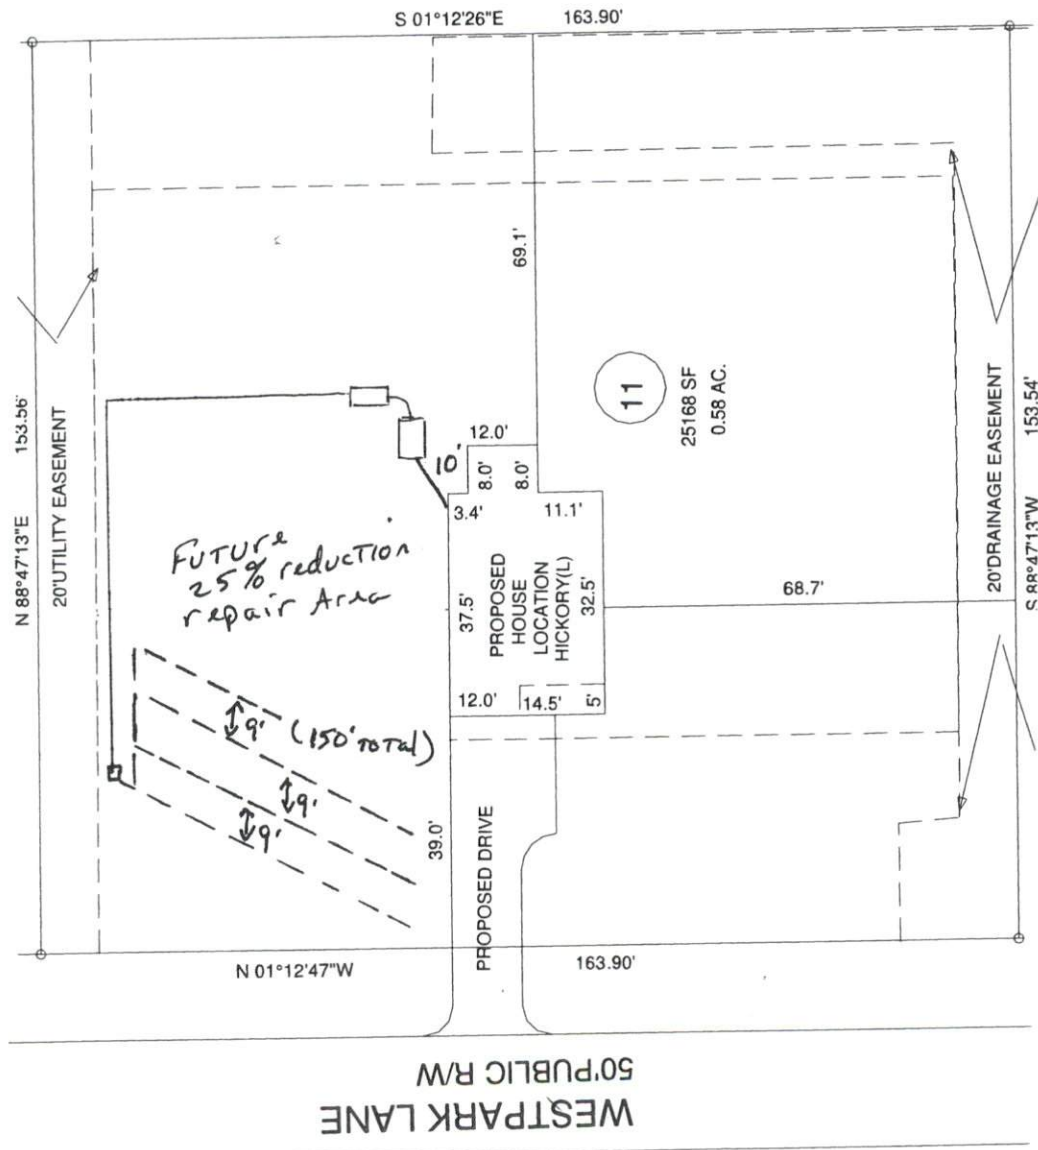 S 01°12'26"E 163.90'
N 88°47'13"E 153.56'
20'UTILITY EASEMENT
69.1'
11
25168 SF
0.58 AC.
20'DRAINAGE EASEMENT
S 88°47'13"W 153.54'
12.0'
10'
8.0'
8.0'
3.4'
11.1'
FUTURE
25% reduction
repair Area
37.5'
PROPOSED
HOUSE
LOCATION
HICKORY(L)
32.5'
68.7'
12.0'
14.5'
5'
9' (150' TOTAL)
9'
9'
39.0'
PROPOSED DRIVE
N 01°12'47"W
163.90'
50'PUBLIC R/W
WESTPARK LANE